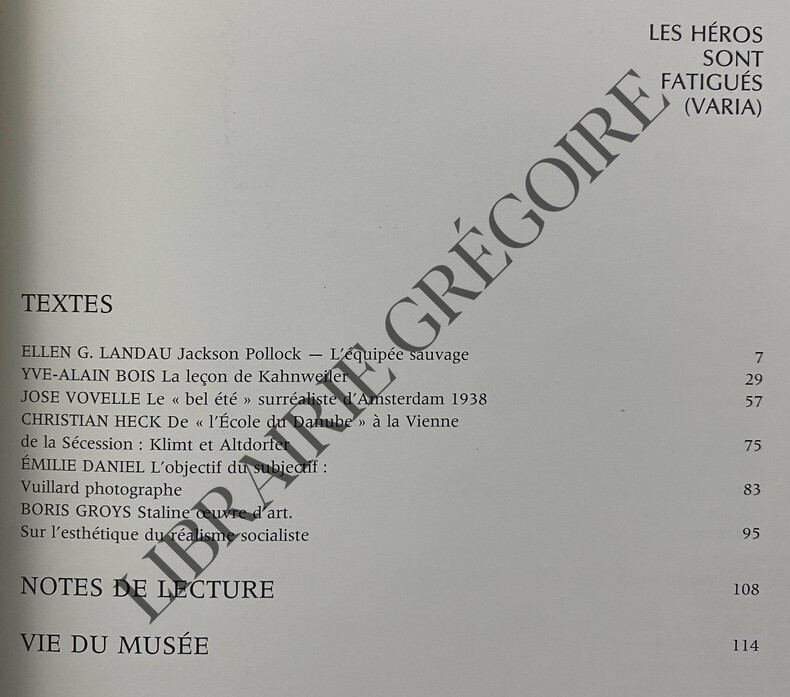 LES HÉROS
SONT
FATIGUÉS
(VARIA)
TEXTES
ELLEN G. LANDAU Jackson Pollock — L'équipée sauvage 7
YVE-ALAIN BOIS La leçon de Kahnweiler 29
JOSE VOVELLE Le « bel été » surréaliste d'Amsterdam 1938 57
CHRISTIAN HECK De « l'École du Danube » à la Vienne
de la Sécession : Klimt et Altdorfer 75
ÉMILIE DANIEL L'objectif du subjectif :
Vuillard photographe 83
BORIS GROYS Staline œuvre d'art.
Sur l'esthétique du réalisme socialiste 95
NOTES DE LECTURE 108
VIE DU MUSÉE 114
LIBRAIRIE GRÉGOIRE